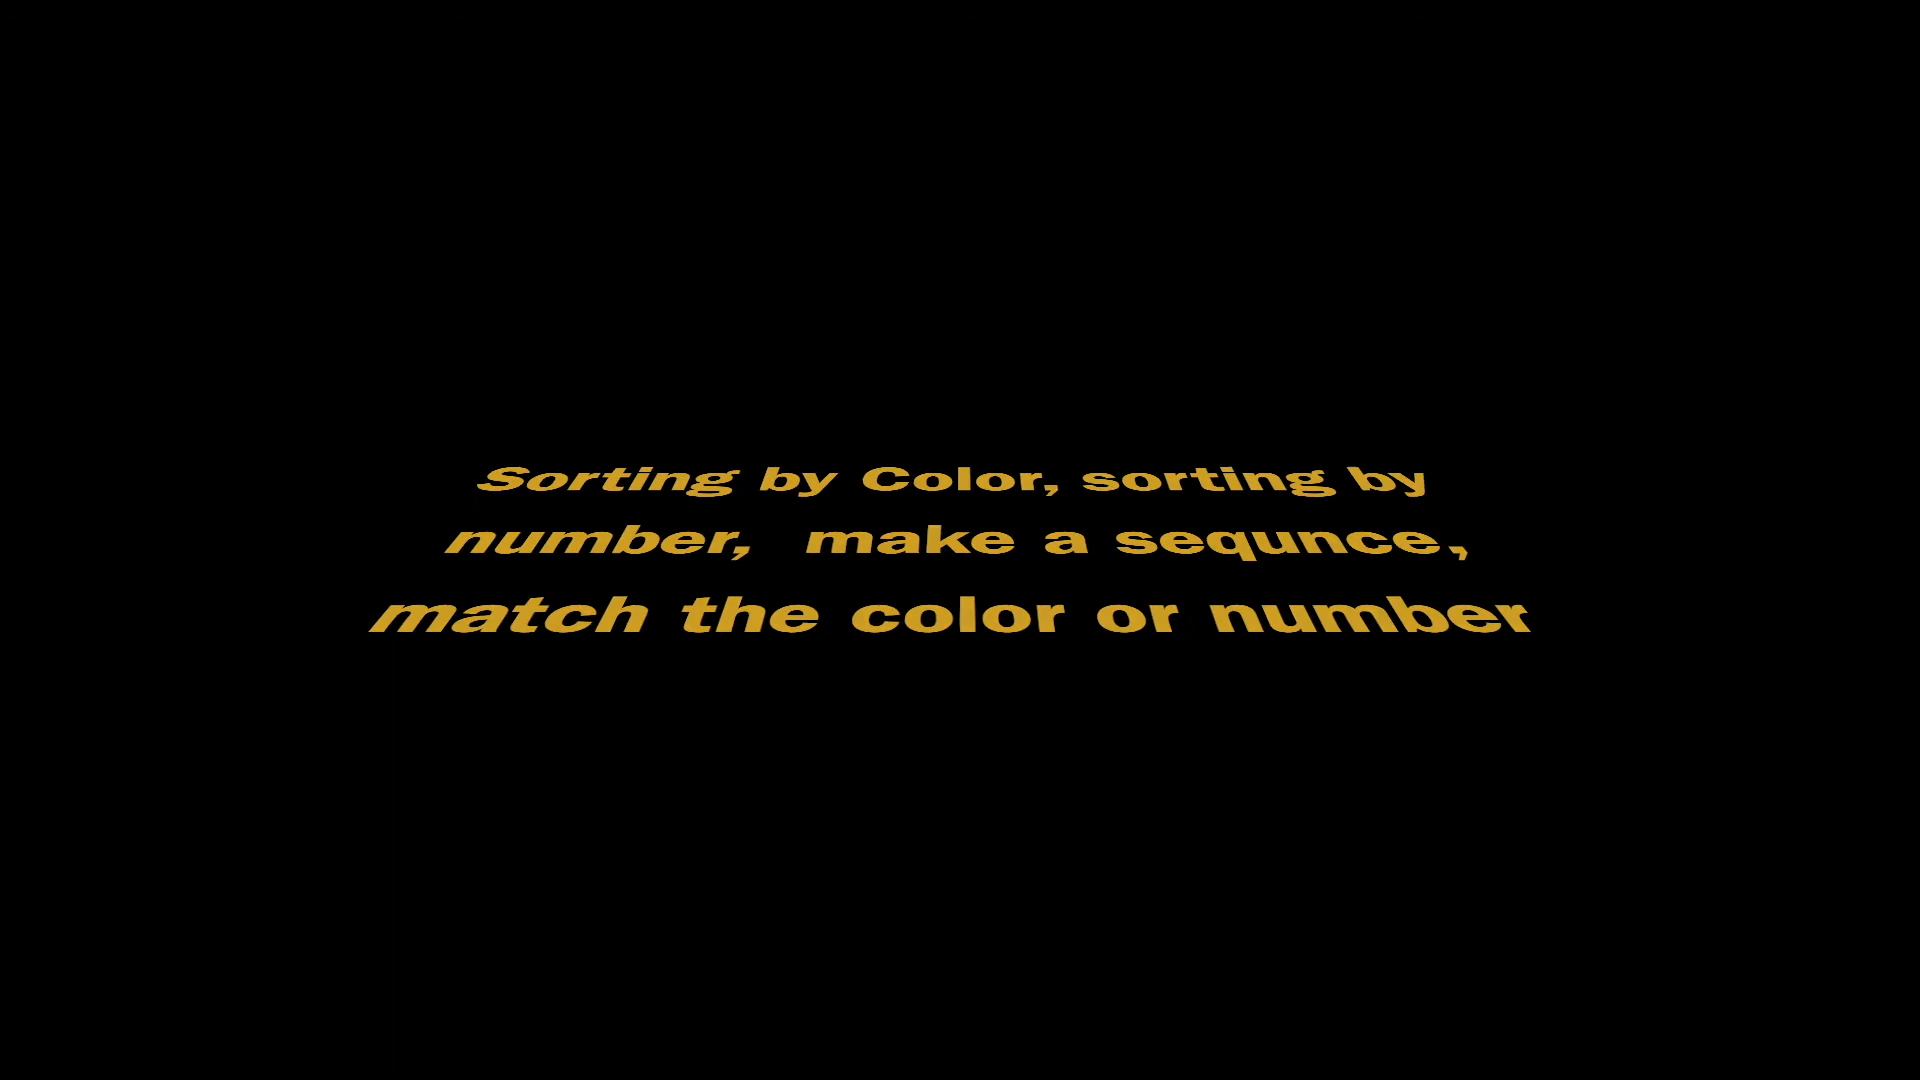 Sorting by Color, sorting by
number,  make a sequnce,
match the color or number